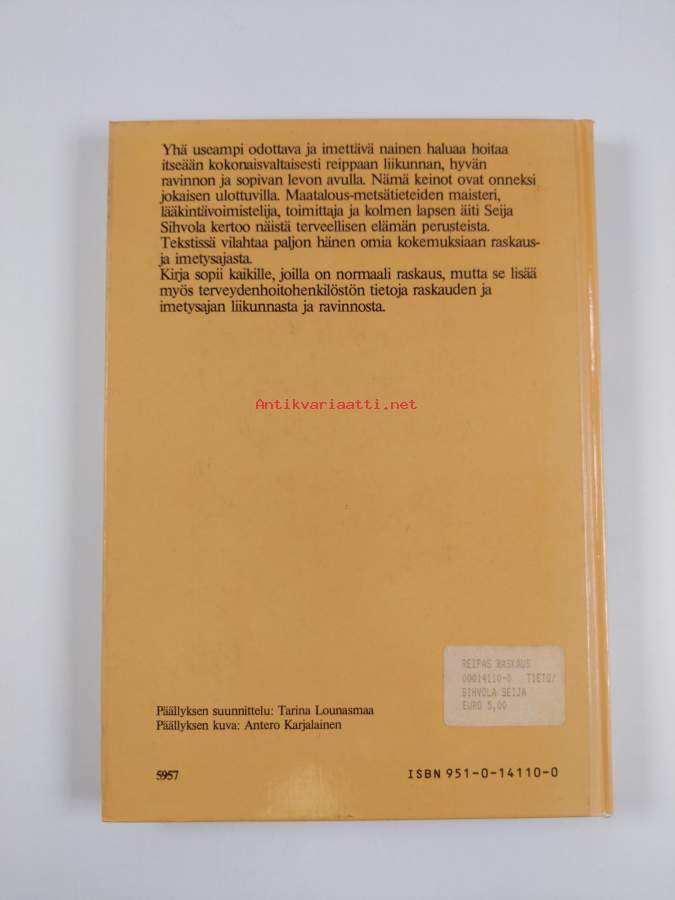 Yhä useampi odottava ja imettävä nainen haluaa hoitaa
itseään kokonaisvaltaisesti reippaan liikunnan, hyvän
ravinnon ja sopivan levon avulla. Nämä keinot ovat onneksi
jokaisen ulottuvilla. Maatalous-metsätieteiden maisteri,
lääkintävoimistelija, toimittaja ja kolmen lapsen äiti Seija
Sihvola kertoo näistä terveellisen elämän perusteista.
Tekstissä vilahtaa paljon hänen omia kokemuksiaan raskaus-
ja imetysajasta.
Kirja sopii kaikille, joilla on normaali raskaus, mutta se lisää
myös terveydenhoitohenkilöstön tietoja raskauden ja
imetysajan liikunnasta ja ravinnosta.
Antikvariaatti.net
REIPAS RASKAUS
00014110-0 TIETO/
SIHVOLA SEIJA
EURO 5,00
Päällyksen suunnittelu: Tarina Lounasmaa
Päällyksen kuva: Antero Karjalainen
5957
ISBN 951-0-14110-0